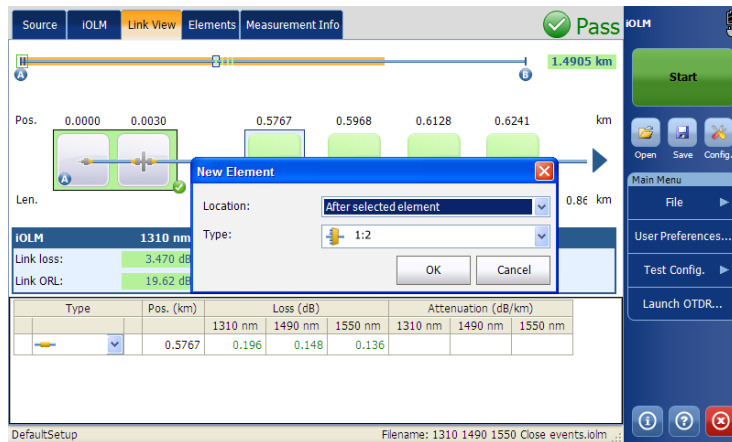 Source iOLM Link View Elements Measurement Info Pass
1.4905 km
A B
Pos. 0.0000 0.0030 0.5767 0.5968 0.6128 0.6241 km
A
Len. 0.86 km
New Element
Location: After selected element
Type: 1:2
OK Cancel
iOLM 1310 nm
Link loss: 3.470 dB
Link ORL: 19.62 dB
Type Pos. (km) Loss (dB) Attenuation (dB/km)
1310 nm 1490 nm 1550 nm 1310 nm 1490 nm 1550 nm
0.5767 0.196 0.148 0.136
DefaultSetup Filename: 1310 1490 1550 Close events.iolm
iOLM
Start
Open Save Config.
Main Menu
File
User Preferences...
Test Config.
Launch OTDR...